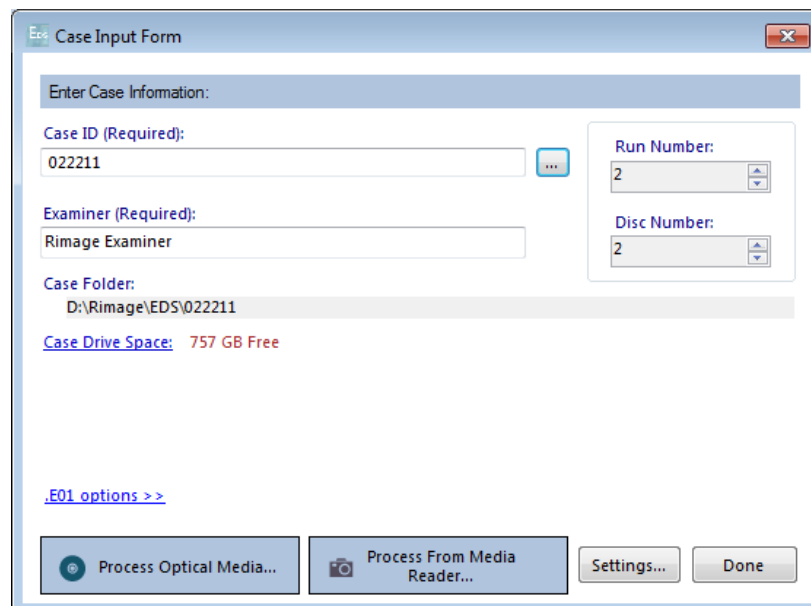 EDS Case Input Form
Enter Case Information:
Case ID (Required):
022211
...
Run Number:
2
Examiner (Required):
Rimage Examiner
Disc Number:
2
Case Folder:
D:\Rimage\EDS\022211
Case Drive Space: 757 GB Free
.E01 options >>
Process Optical Media...
Process From Media
Reader...
Settings...
Done